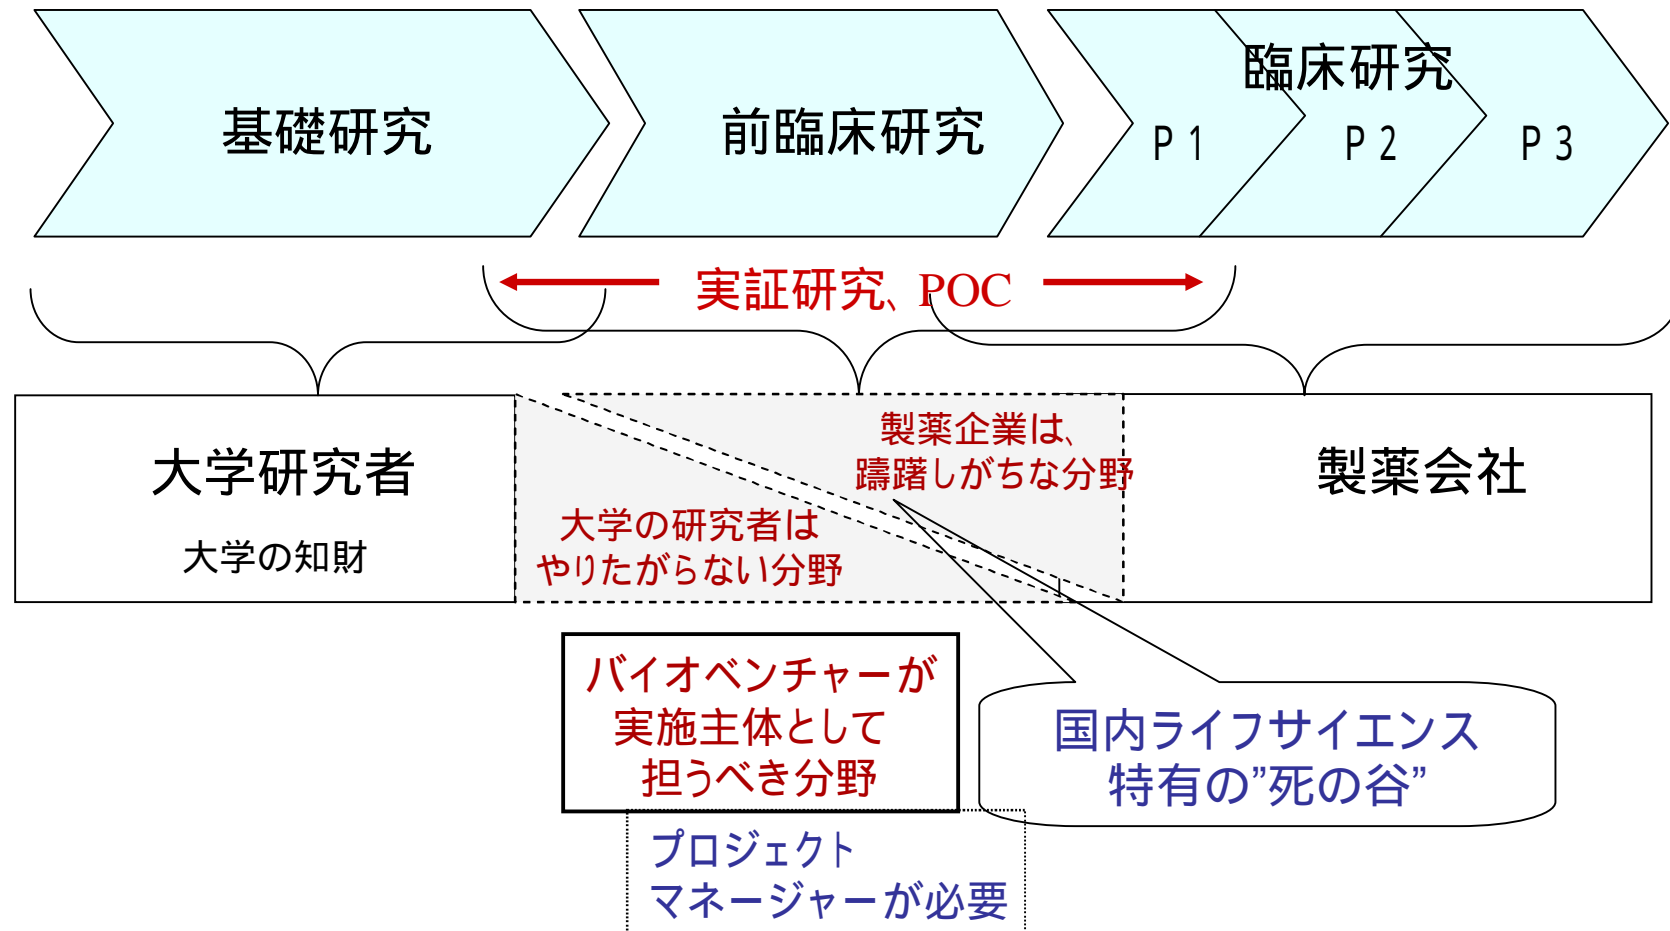 基礎研究
前臨床研究
臨床研究
Ｐ１
Ｐ２
Ｐ３
実証研究、POC
大学研究者
大学の知財
製薬企業は、
躊躇しがちな分野
大学の研究者は
やりたがらない分野
製薬会社
バイオベンチャーが
実施主体として
担うべき分野
国内ライフサイエンス
特有の”死の谷”
プロジェクト
マネージャーが必要